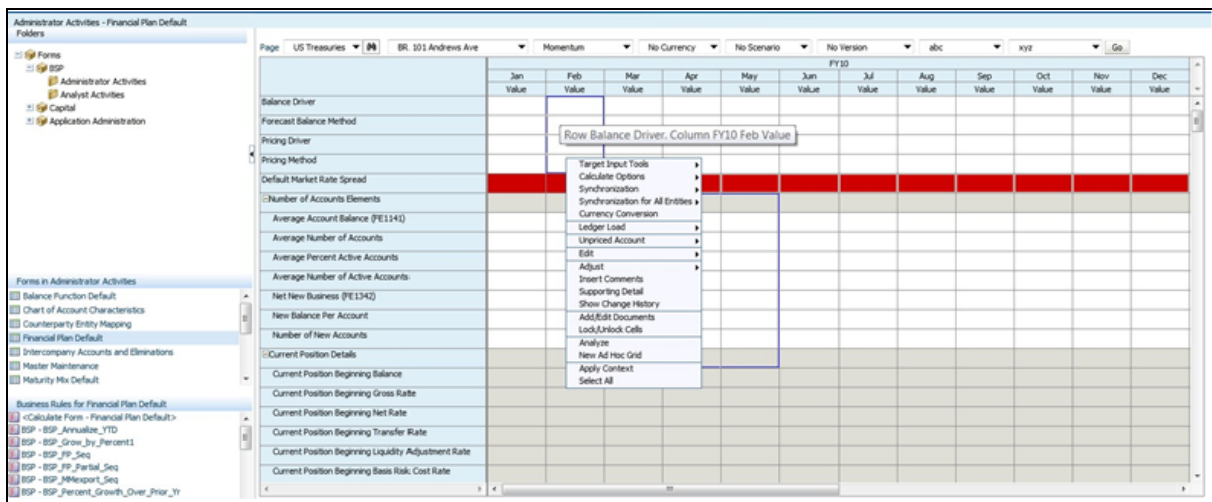 Administrator Activities - Financial Plan Default
Folders
Forms
BSP
Administrator Activities
Analyst Activities
Capital
Application Administration
Forms in Administrator Activities
Balance Function Default
Chart of Account Characteristics
Counterparty Entity Mapping
Financial Plan Default
Intercompany Accounts and Eliminations
Master Maintenance
Maturity Mix Default
Business Rules for Financial Plan Default
<Calculate Form - Financial Plan Default>
BSP - BSP_Annualize_YTD
BSP - BSP_Grow_by_Percent1
BSP - BSP_FP_Seq
BSP - BSP_FP_Partial_Seq
BSP - BSP_MMexport_Seq
BSP - BSP_Percent_Growth_Over_Prior_Yr
Page US Treasuries BR. 101 Andrews Ave Momentum No Currency No Scenario No Version abc xyz Go
FY10
Jan Feb Mar Apr May Jun Jul Aug Sep Oct Nov Dec
Value Value Value Value Value Value Value Value Value Value Value Value
Balance Driver
Forecast Balance Method
Pricing Driver
Pricing Method
Default Market Rate Spread
Number of Accounts Elements
Average Account Balance (FE1141)
Average Number of Accounts
Average Percent Active Accounts
Average Number of Active Accounts
Net New Business (FE1342)
New Balance Per Account
Number of New Accounts
Current Position Details
Current Position Beginning Balance
Current Position Beginning Gross Rate
Current Position Beginning Net Rate
Current Position Beginning Transfer Rate
Current Position Beginning Liquidity Adjustment Rate
Current Position Beginning Basis Risk Cost Rate
Row Balance Driver. Column FY10 Feb Value
Target Input Tools
Calculate Options
Synchronization
Synchronization for All Entities
Currency Conversion
Ledger Load
Unpriced Account
Edit
Adjust
Insert Comments
Supporting Detail
Show Change History
Add/Edit Documents
Lock/Unlock Cells
Analyze
New Ad Hoc Grid
Apply Context
Select All